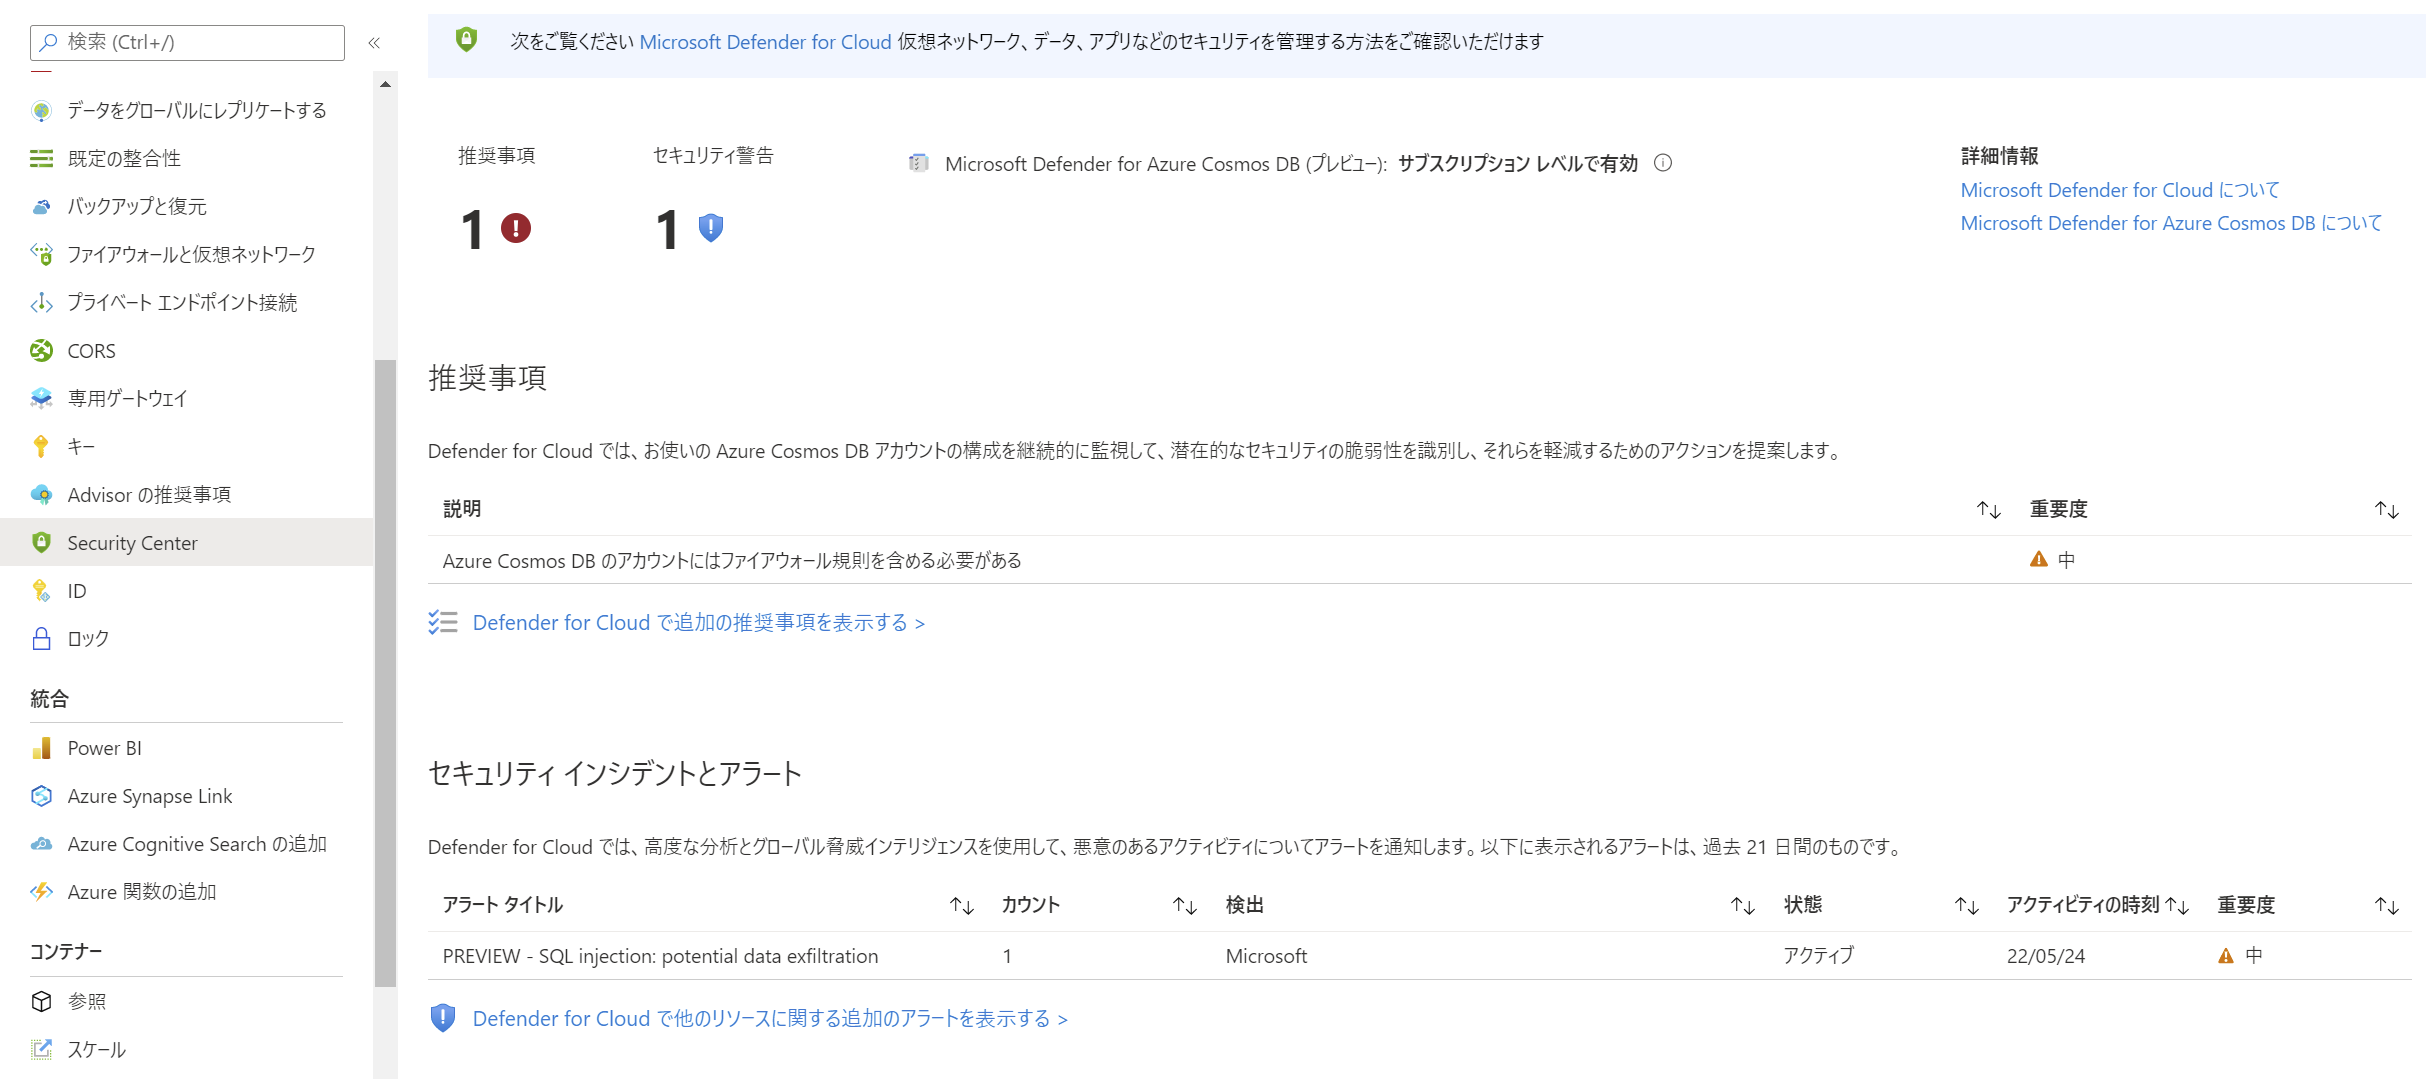 検索 (Ctrl+/)
データをグローバルにレプリケートする
既定の整合性
バックアップと復元
ファイアウォールと仮想ネットワーク
プライベート エンドポイント接続
CORS
専用ゲートウェイ
キー
Advisor の推奨事項
Security Center
ID
ロック
統合
Power BI
Azure Synapse Link
Azure Cognitive Search の追加
Azure 関数の追加
コンテナー
参照
スケール
次をご覧ください Microsoft Defender for Cloud 仮想ネットワーク、データ、アプリなどのセキュリティを管理する方法をご確認いただけます
推奨事項
1
セキュリティ警告
1
Microsoft Defender for Azure Cosmos DB (プレビュー): サブスクリプション レベルで有効
詳細情報
Microsoft Defender for Cloud について
Microsoft Defender for Azure Cosmos DB について
推奨事項
Defender for Cloud では、お使いの Azure Cosmos DB アカウントの構成を継続的に監視して、潜在的なセキュリティの脆弱性を識別し、それらを軽減するためのアクションを提案します。
説明 重要度
Azure Cosmos DB のアカウントにはファイアウォール規則を含める必要がある 中
Defender for Cloud で追加の推奨事項を表示する >
セキュリティ インシデントとアラート
Defender for Cloud では、高度な分析とグローバル脅威インテリジェンスを使用して、悪意のあるアクティビティについてアラートを通知します。以下に表示されるアラートは、過去 21 日間のものです。
アラート タイトル カウント 検出 状態 アクティビティの時刻 重要度
PREVIEW - SQL injection: potential data exfiltration 1 Microsoft アクティブ 22/05/24 中
Defender for Cloud で他のリソースに関する追加のアラートを表示する >